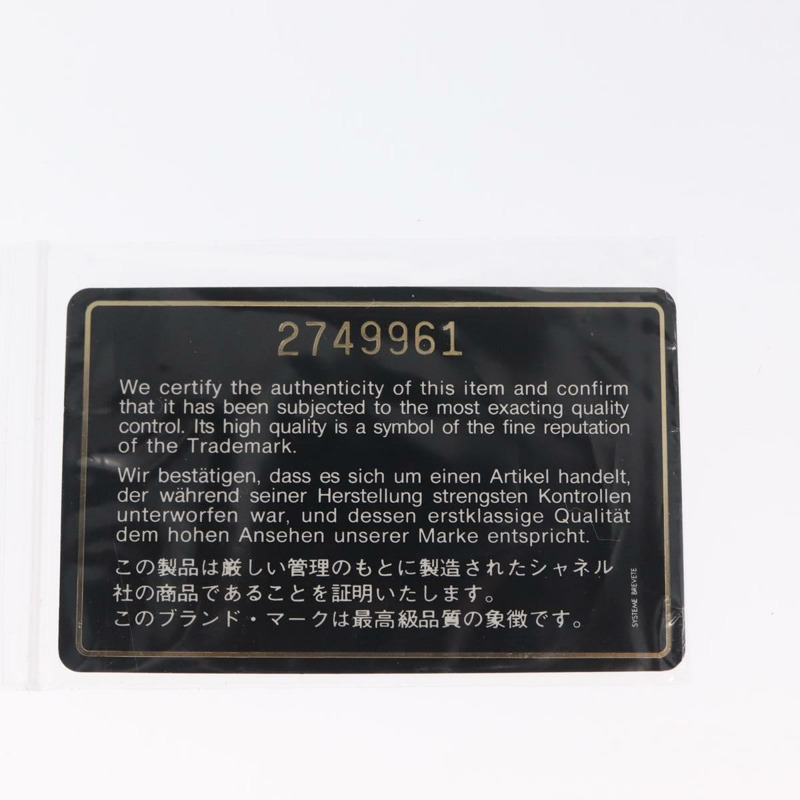 2749961
We certify the authenticity of this item and confirm
that it has been subjected to the most exacting quality
control. Its high quality is a symbol of the fine reputation
of the Trademark.
Wir bestätigen, dass es sich um einen Artikel handelt,
der während seiner Herstellung strengsten Kontrollen
unterworfen war, und dessen erstklassige Qualität
dem hohen Ansehen unserer Marke entspricht.
この製品は厳しい管理のもとに製造されたシャネル
社の商品であることを証明いたします。
このブランド・マークは最高級品質の象徴です。
SYSTEME BREVETE